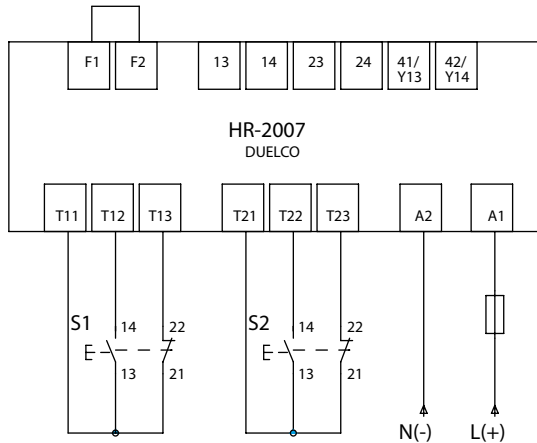 F1 F2 13 14 23 24 41/Y13 42/Y14
HR-2007
DUELCO
T11 T12 T13 T21 T22 T23 A2 A1
S1 14 22 S2 14 22
13 21 13 21
N(-) L(+)